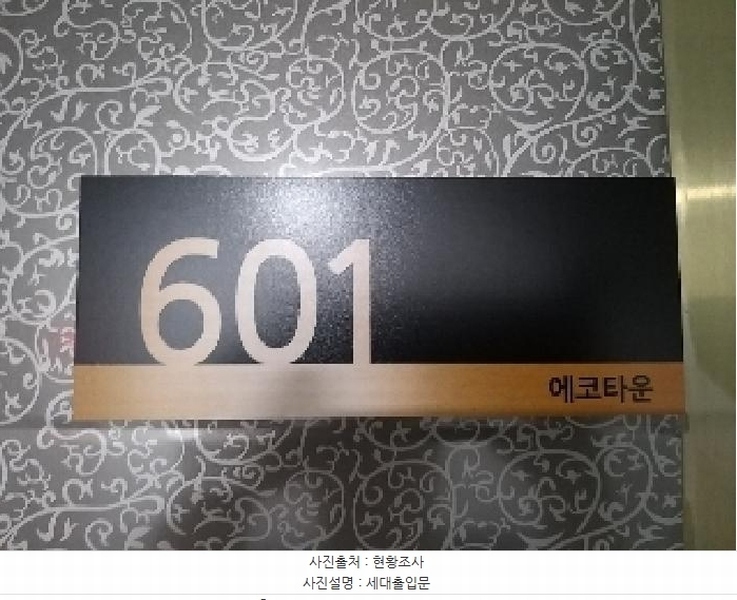 601
에코타운
사진출처 : 현황조사
사진설명 : 세대출입문